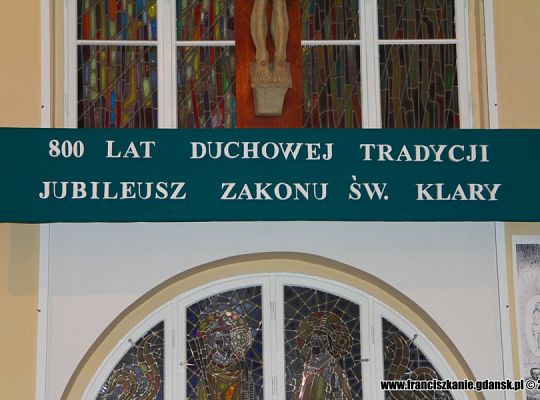 800 LAT DUCHOWEJ TRADYCJI
JUBILEUSZ ZAKONU ŚW. KLARY
www.franciszkanie.gdansk.pl ©